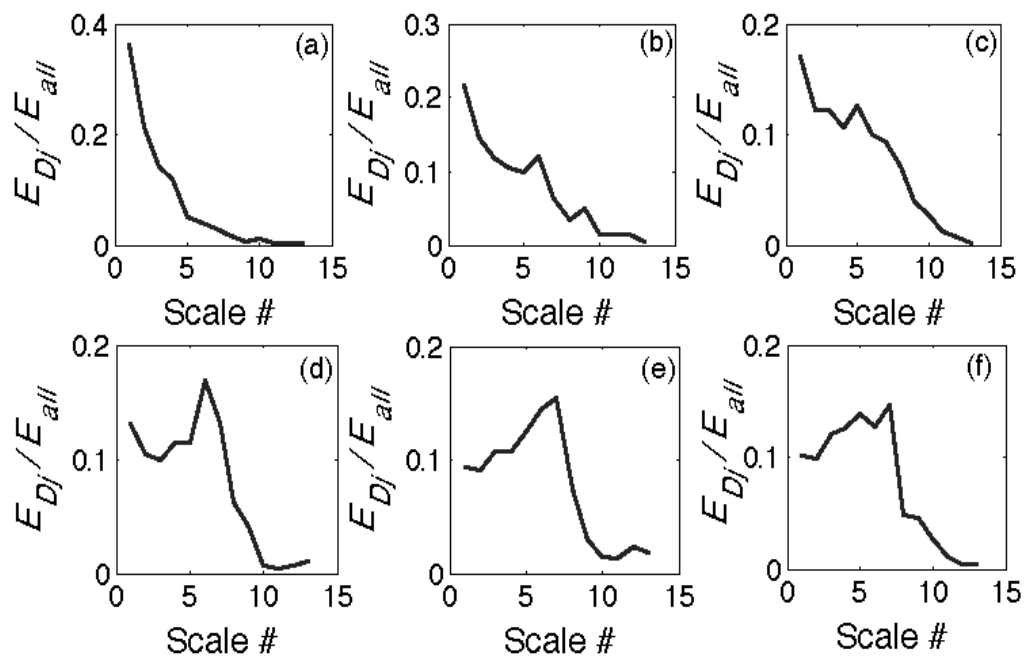 0.4 (a) 0.3 (b) 0.2 (c)
E_Dj / E_all E_Dj / E_all E_Dj / E_all
0.2 0.2 0.1
0.1
0 0 0
0 5 10 15 0 5 10 15 0 5 10 15
Scale # Scale # Scale #
0.2 (d) 0.2 (e) 0.2 (f)
E_Dj / E_all E_Dj / E_all E_Dj / E_all
0.1 0.1 0.1
0 0 0
0 5 10 15 0 5 10 15 0 5 10 15
Scale # Scale # Scale #